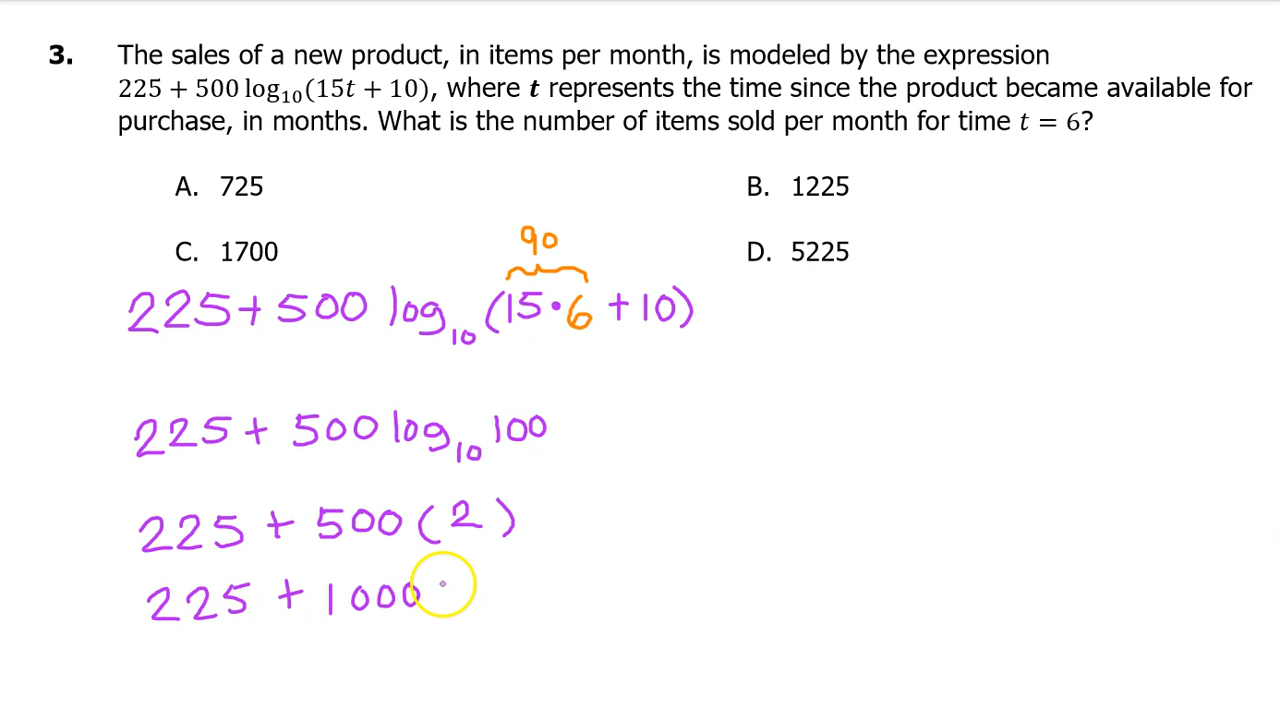 3. The sales of a new product, in items per month, is modeled by the expression
225 + 500 log₁₀(15t + 10), where t represents the time since the product became available for
purchase, in months. What is the number of items sold per month for time t = 6?
A. 725 B. 1225
C. 1700 D. 5225
90
225 + 500 log₁₀ (15 • 6 + 10)
225 + 500 log₁₀ 100
225 + 500 (2)
225 + 1000